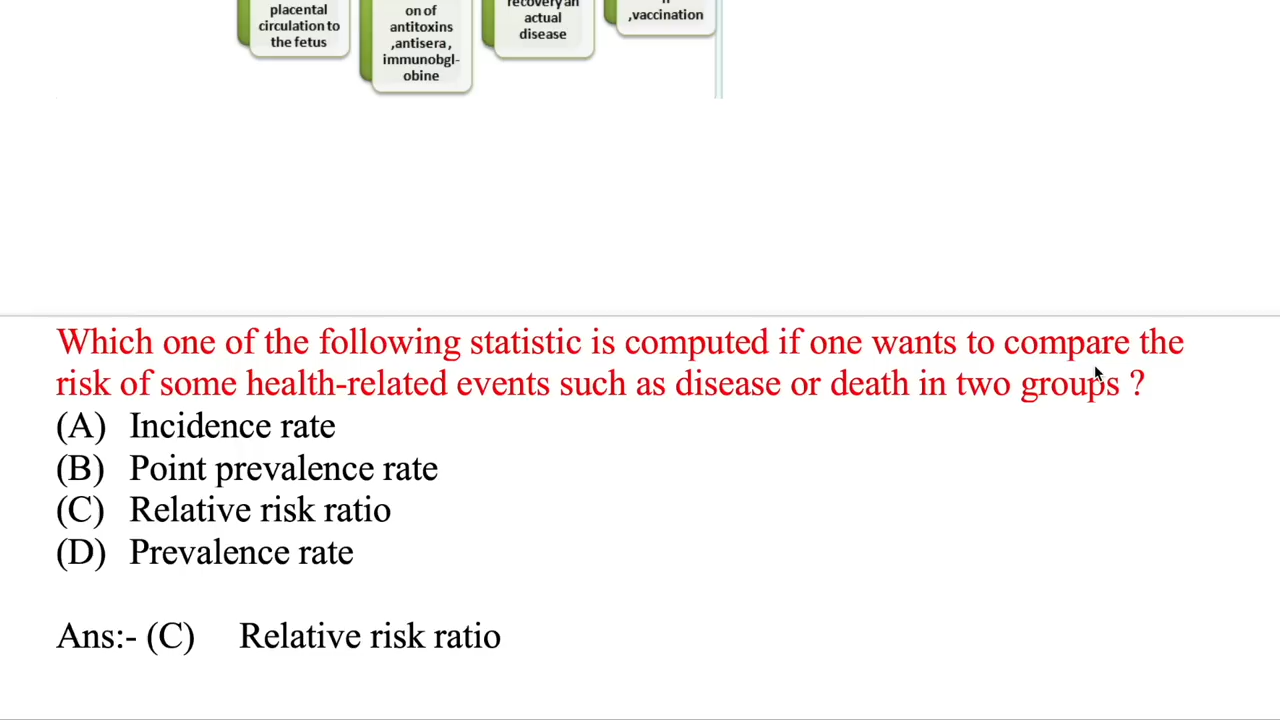 placental
circulation to
the fetus
on of
antitoxins
,antisera,
immunobgl-
obine
recovery an
actual
disease
,vaccination
Which one of the following statistic is computed if one wants to compare the
risk of some health-related events such as disease or death in two groups ?
(A) Incidence rate
(B) Point prevalence rate
(C) Relative risk ratio
(D) Prevalence rate
Ans:- (C) Relative risk ratio